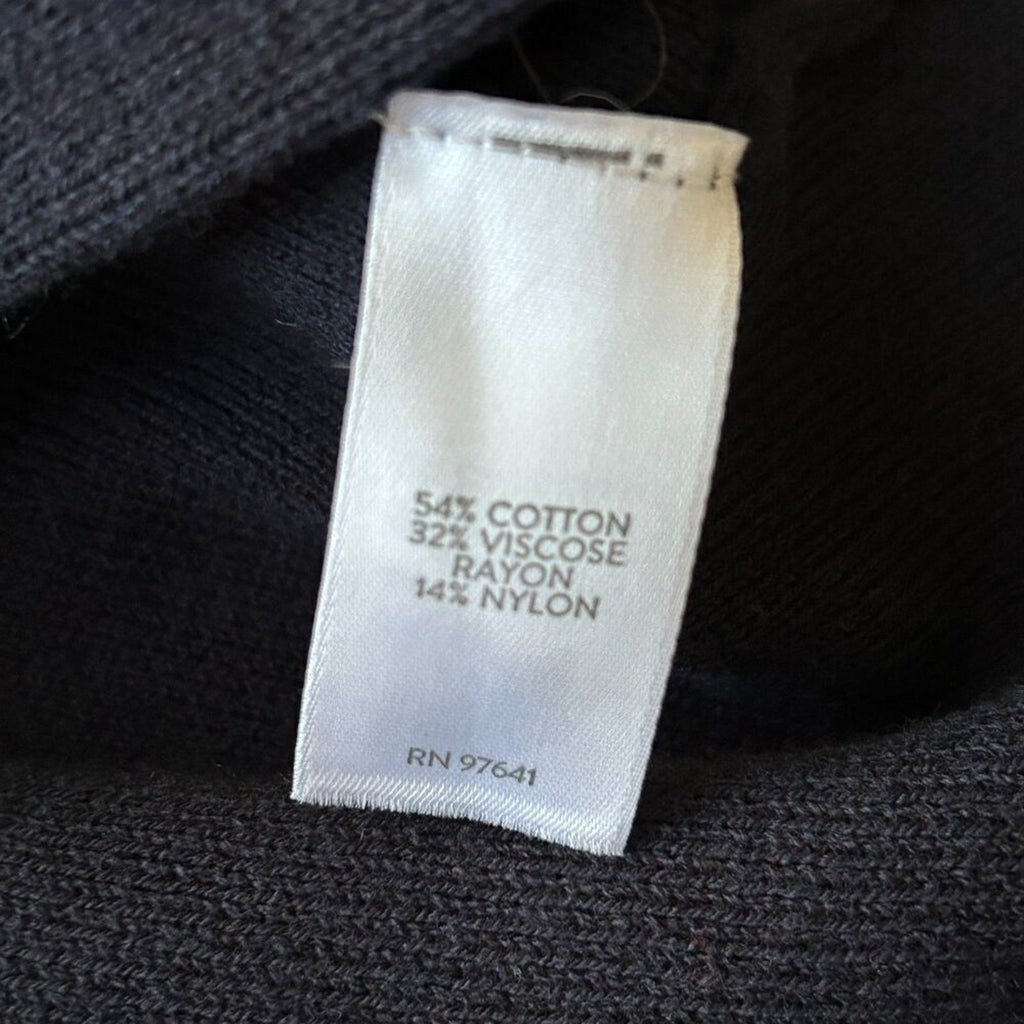 54% COTTON
32% VISCOSE
RAYON
14% NYLON
RN 97641